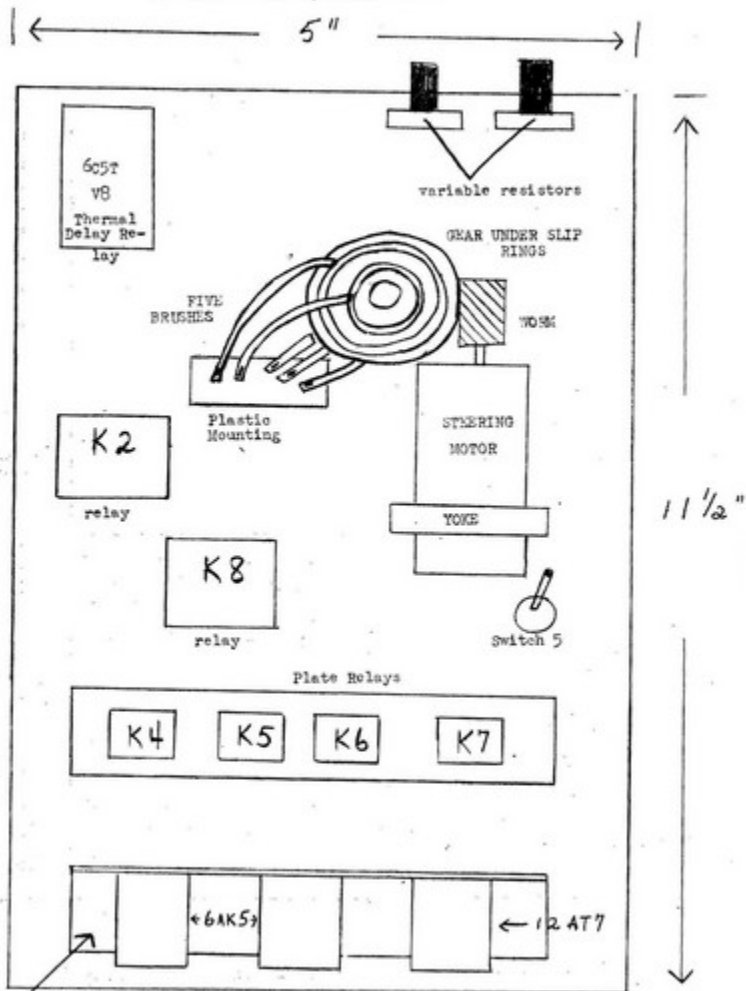 5"
6C5T
V8
Thermal
Delay Re-
lay
variable resistors
GEAR UNDER SLIP
RINGS
FIVE
BRUSHES
WORM
Plastic
Mounting
STEERING
MOTOR
K2
relay
YOKE
11 1/2"
K8
relay
Switch 5
Plate Relays
K4
K5
K6
K7
6AK5
12AT7